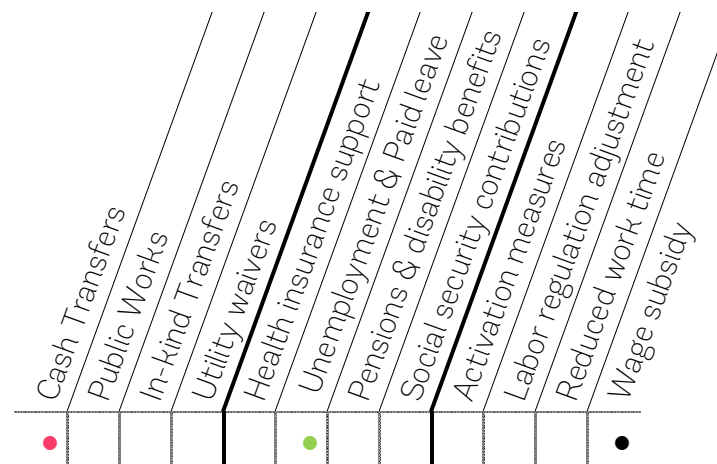 Cash Transfers
Public Works
In-kind Transfers
Utility waivers
Health insurance support
Unemployment & Paid leave
Pensions & disability benefits
Social security contributions
Activation measures
Labor regulation adjustment
Reduced work time
Wage subsidy